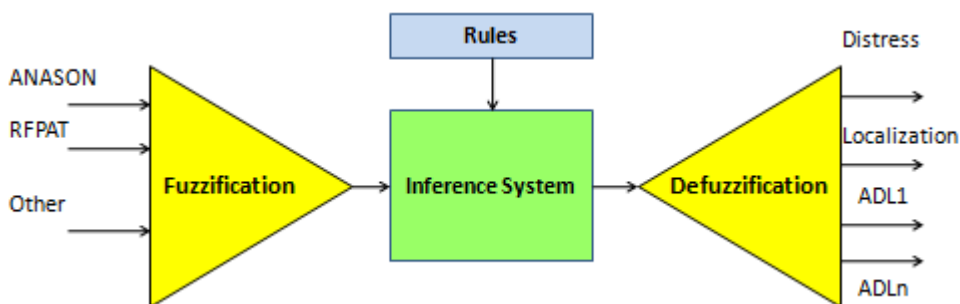 Rules
Distress
ANASON
RFPAT
Localization
Fuzzification
Inference System
Defuzzification
Other
ADL1
ADLn